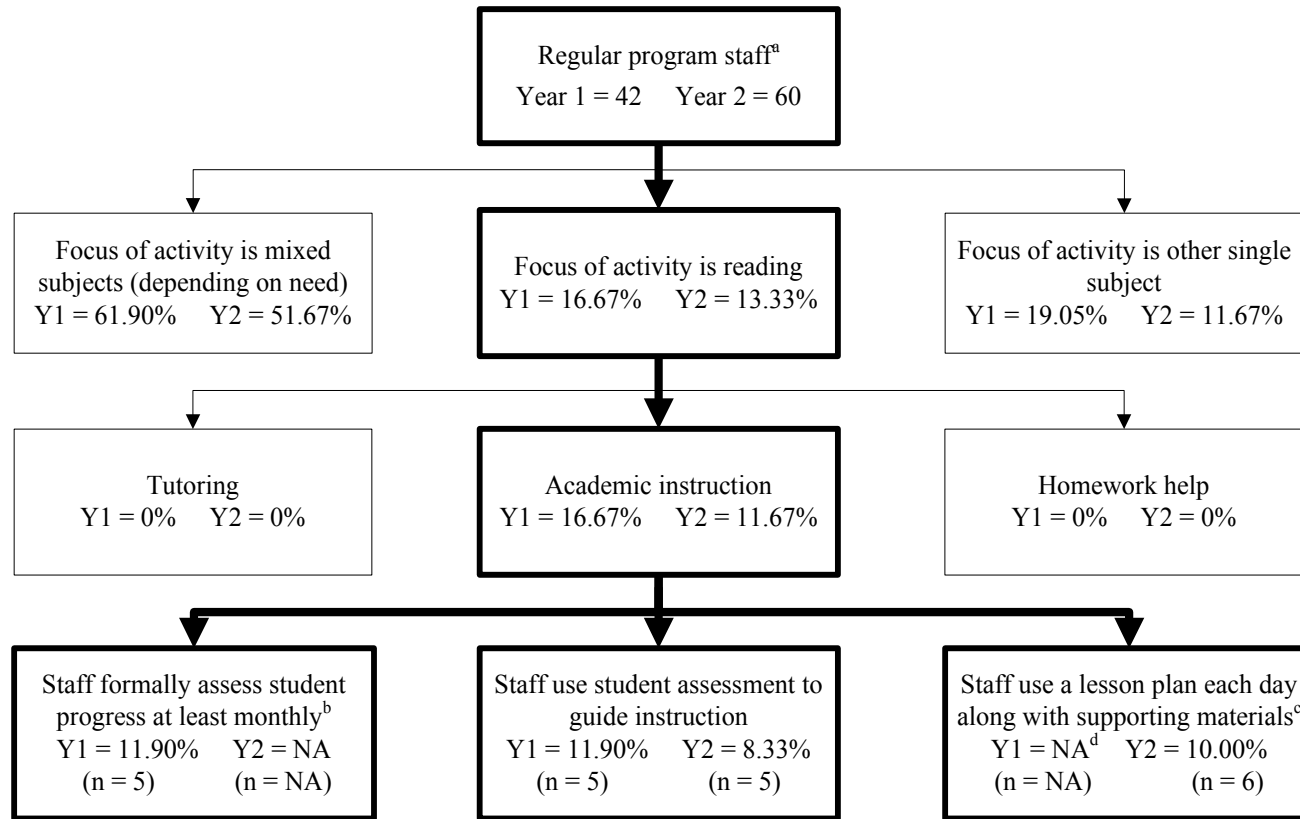 Regular program staffᵃ
Year 1 = 42 Year 2 = 60
Focus of activity is mixed
subjects (depending on need)
Y1 = 61.90% Y2 = 51.67%
Focus of activity is reading
Y1 = 16.67% Y2 = 13.33%
Focus of activity is other single
subject
Y1 = 19.05% Y2 = 11.67%
Tutoring
Y1 = 0% Y2 = 0%
Academic instruction
Y1 = 16.67% Y2 = 11.67%
Homework help
Y1 = 0% Y2 = 0%
Staff formally assess student
progress at least monthlyᵇ
Y1 = 11.90% Y2 = NA
(n = 5) (n = NA)
Staff use student assessment to
guide instruction
Y1 = 11.90% Y2 = 8.33%
(n = 5) (n = 5)
Staff use a lesson plan each day
along with supporting materialsᶜ
Y1 = NAᵈ Y2 = 10.00%
(n = NA) (n = 6)